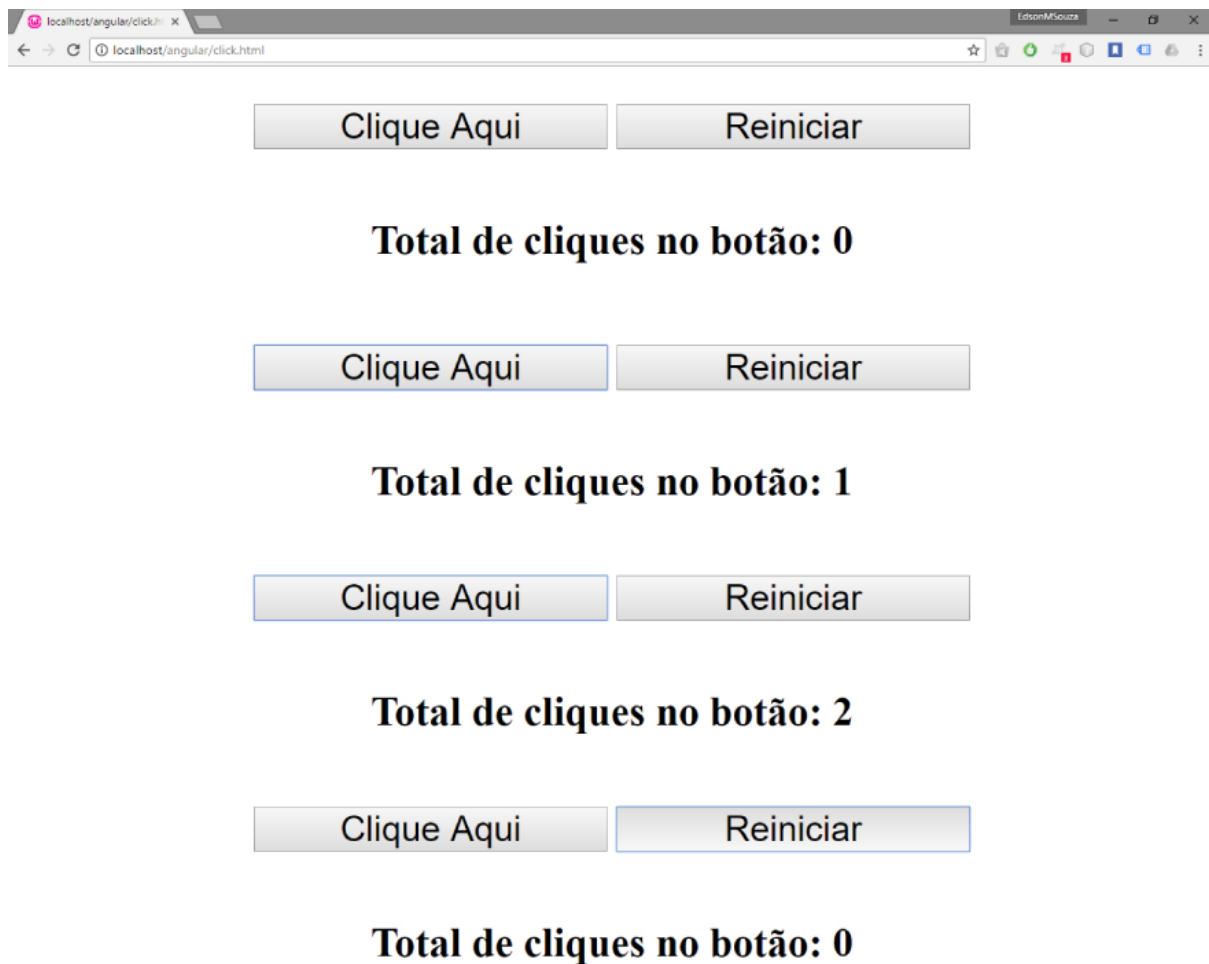 localhost/angular/click.h
EdsonMSouza
localhost/angular/click.html
Clique Aqui Reiniciar
Total de cliques no botão: 0
Clique Aqui Reiniciar
Total de cliques no botão: 1
Clique Aqui Reiniciar
Total de cliques no botão: 2
Clique Aqui Reiniciar
Total de cliques no botão: 0